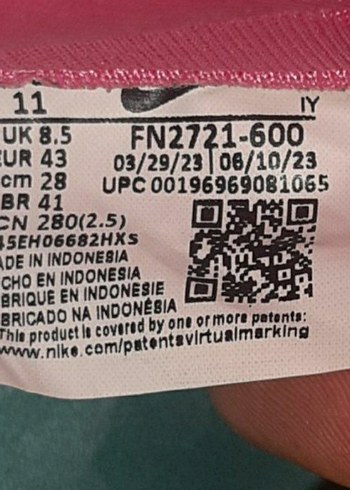 11 IY
UK 8.5 FN2721-600
EUR 43 03/29/23 | 06/10/23
cm 28 UPC 00196969081065
BR 41
CN 280(2.5)
45EH06682HXs
ADE IN INDONESIA
CHO EN INDONESIA
BRIQUE EN INDONESIE
BRICADO NA INDONÉSIA
This product is covered by one or more patents:
www.nike.com/patentsvirtualmarking